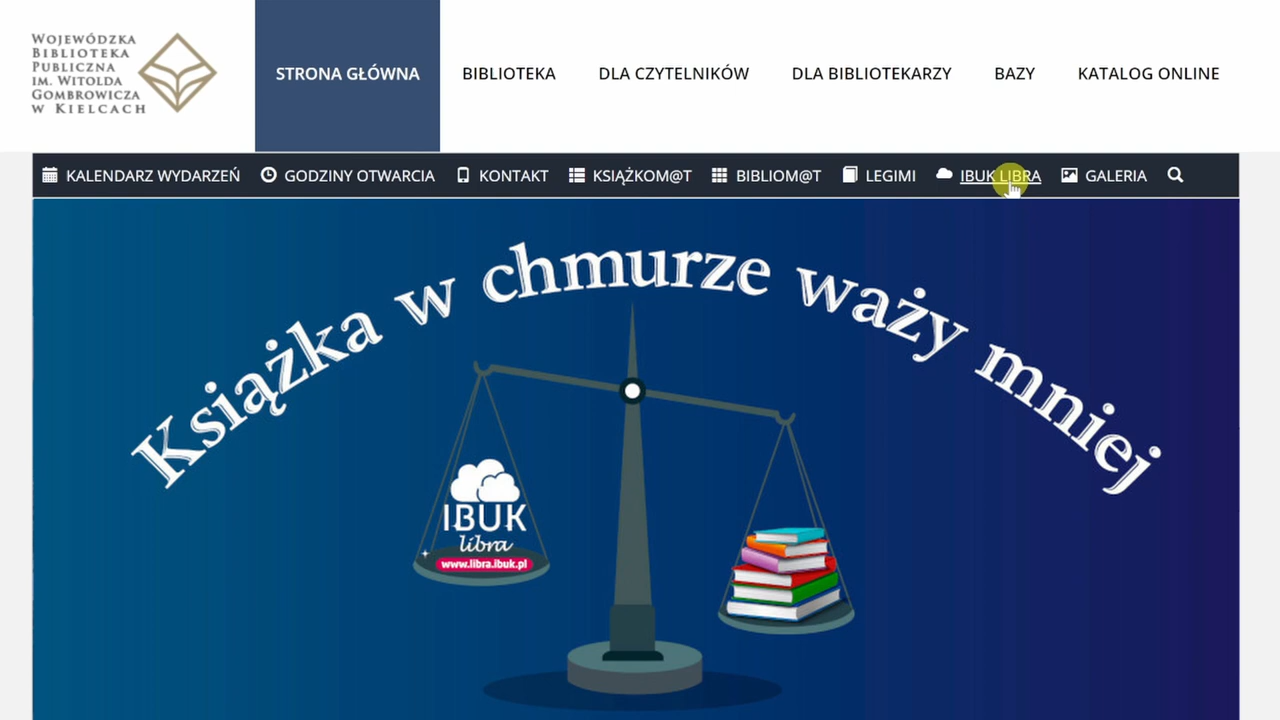 WOJEWÓDZKA
BIBLIOTEKA
PUBLICZNA
IM. WITOLDA
GOMBROWICZA
W KIELCACH
STRONA GŁÓWNA
BIBLIOTEKA
DLA CZYTELNIKÓW
DLA BIBLIOTEKARZY
BAZY
KATALOG ONLINE
KALENDARZ WYDARZEŃ
GODZINY OTWARCIA
KONTAKT
KSIĄŻKOM@T
BIBLIOM@T
LEGIMI
IBUK LIBRA
GALERIA
Książka w chmurze waży mniej
IBUK
libra
www.libra.ibuk.pl